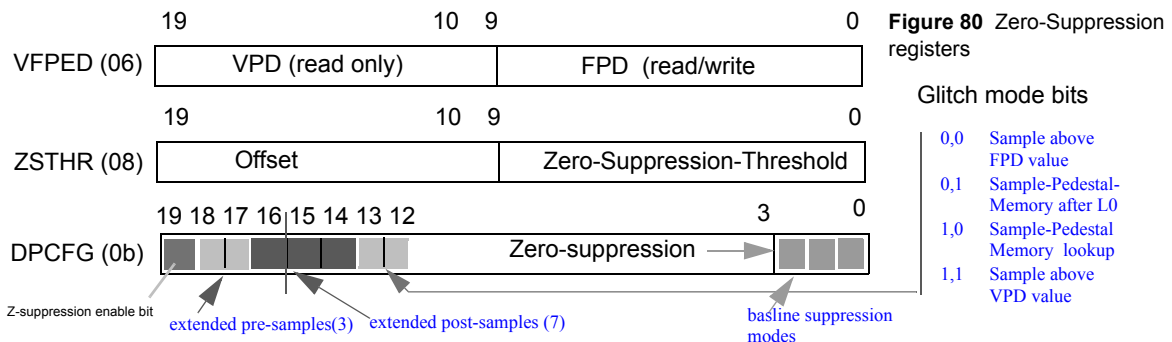 19 10 9 0
VFPED (06) VPD (read only) FPD (read/write
Figure 80 Zero-Suppression
registers
19 10 9 0
ZSTHR (08) Offset Zero-Suppression-Threshold
19 18 17 16 15 14 13 12 3 0
DPCFG (0b) Zero-suppression
Z-suppression enable bit
extended pre-samples(3)
extended post-samples (7)
basline suppression
modes
Glitch mode bits
0,0 Sample above
FPD value
0,1 Sample-Pedestal-
Memory after L0
1,0 Sample-Pedestal
Memory lookup
1,1 Sample above
VPD value